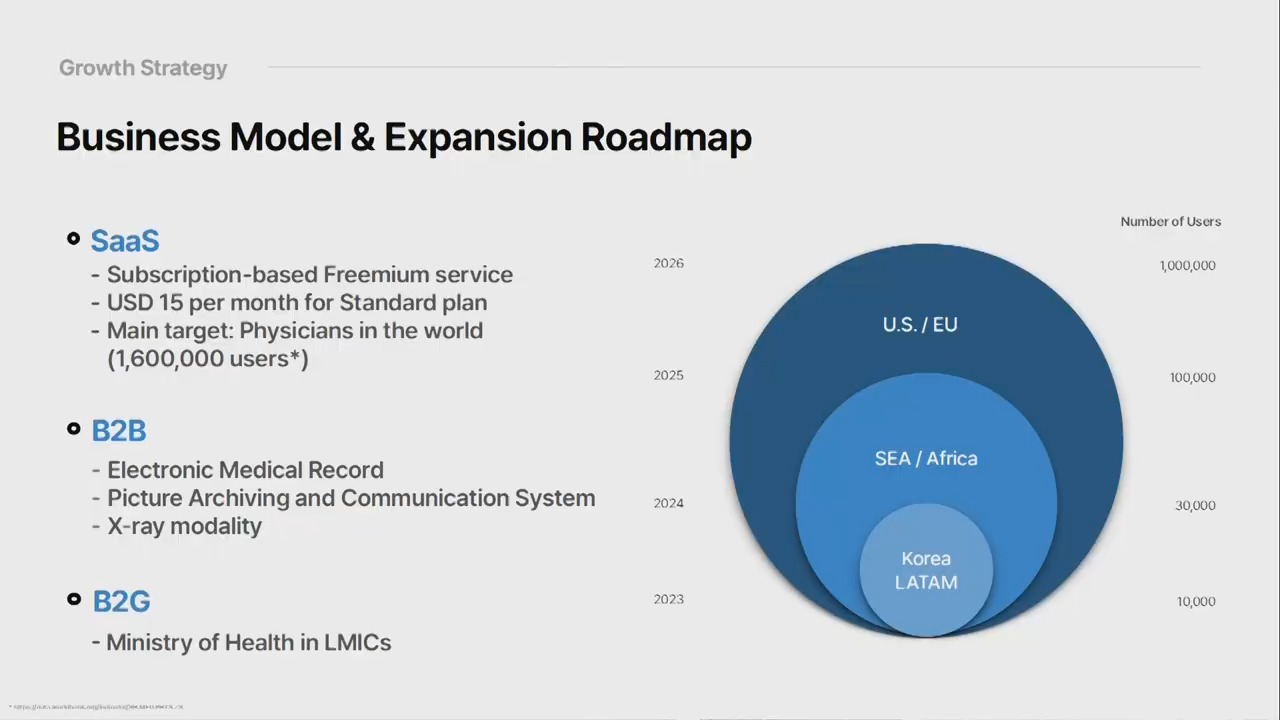 Growth Strategy
Business Model & Expansion Roadmap
SaaS
- Subscription-based Freemium service
- USD 15 per month for Standard plan
- Main target: Physicians in the world
(1,600,000 users*)
B2B
- Electronic Medical Record
- Picture Archiving and Communication System
- X-ray modality
B2G
- Ministry of Health in LMICs
Number of Users
2026
1,000,000
U.S. / EU
2025
100,000
SEA / Africa
2024
30,000
Korea
LATAM
2023
10,000